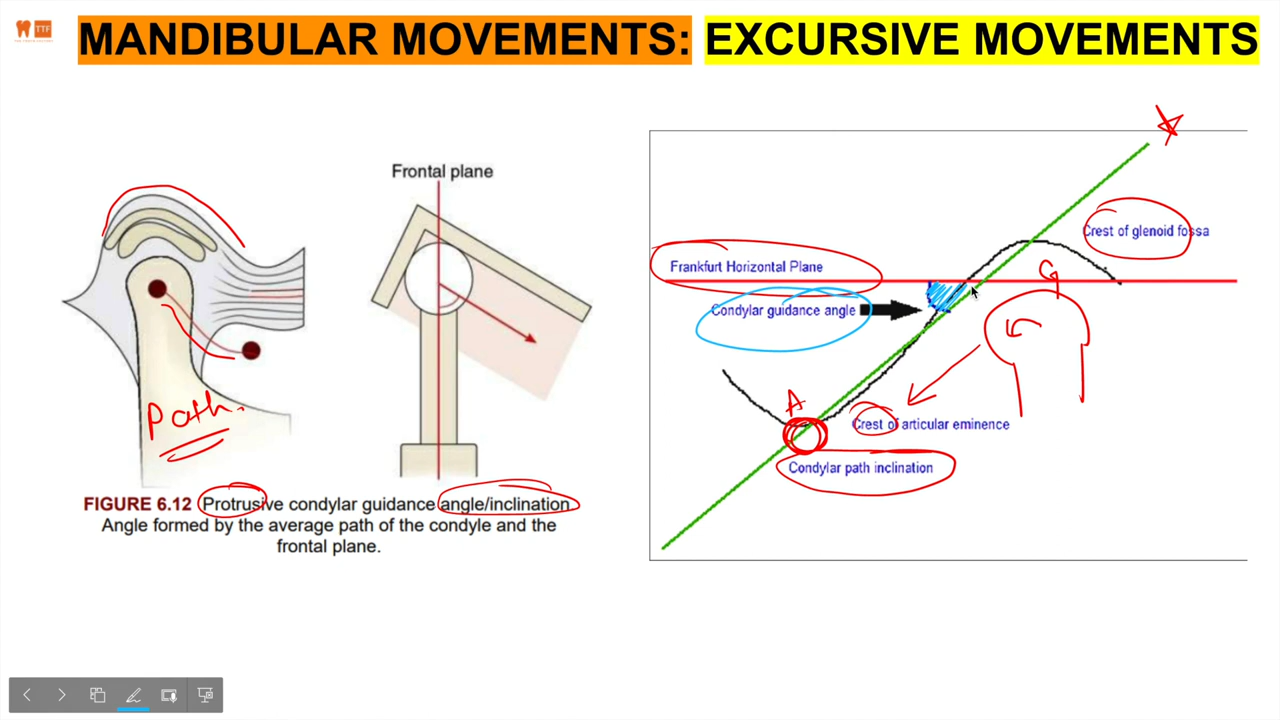 TTF
MANDIBULAR MOVEMENTS: EXCURSIVE MOVEMENTS
Frontal plane
Path.
FIGURE 6.12 Protrusive condylar guidance angle/inclination
Angle formed by the average path of the condyle and the
frontal plane.
Crest of glenoid fossa
Frankfurt Horizontal Plane
G
Condylar guidance angle
A
Crest of articular eminence
Condylar path inclination